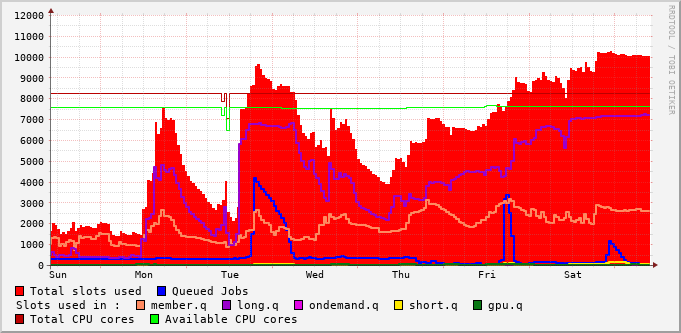 RRDTOOL / TOBI OETIKER
12000
11000
10000
9000
8000
7000
6000
5000
4000
3000
2000
1000
0
Sun Mon Tue Wed Thu Fri Sat
Total slots used Queued Jobs
Slots used in : member.q long.q ondemand.q short.q gpu.q
Total CPU cores Available CPU cores